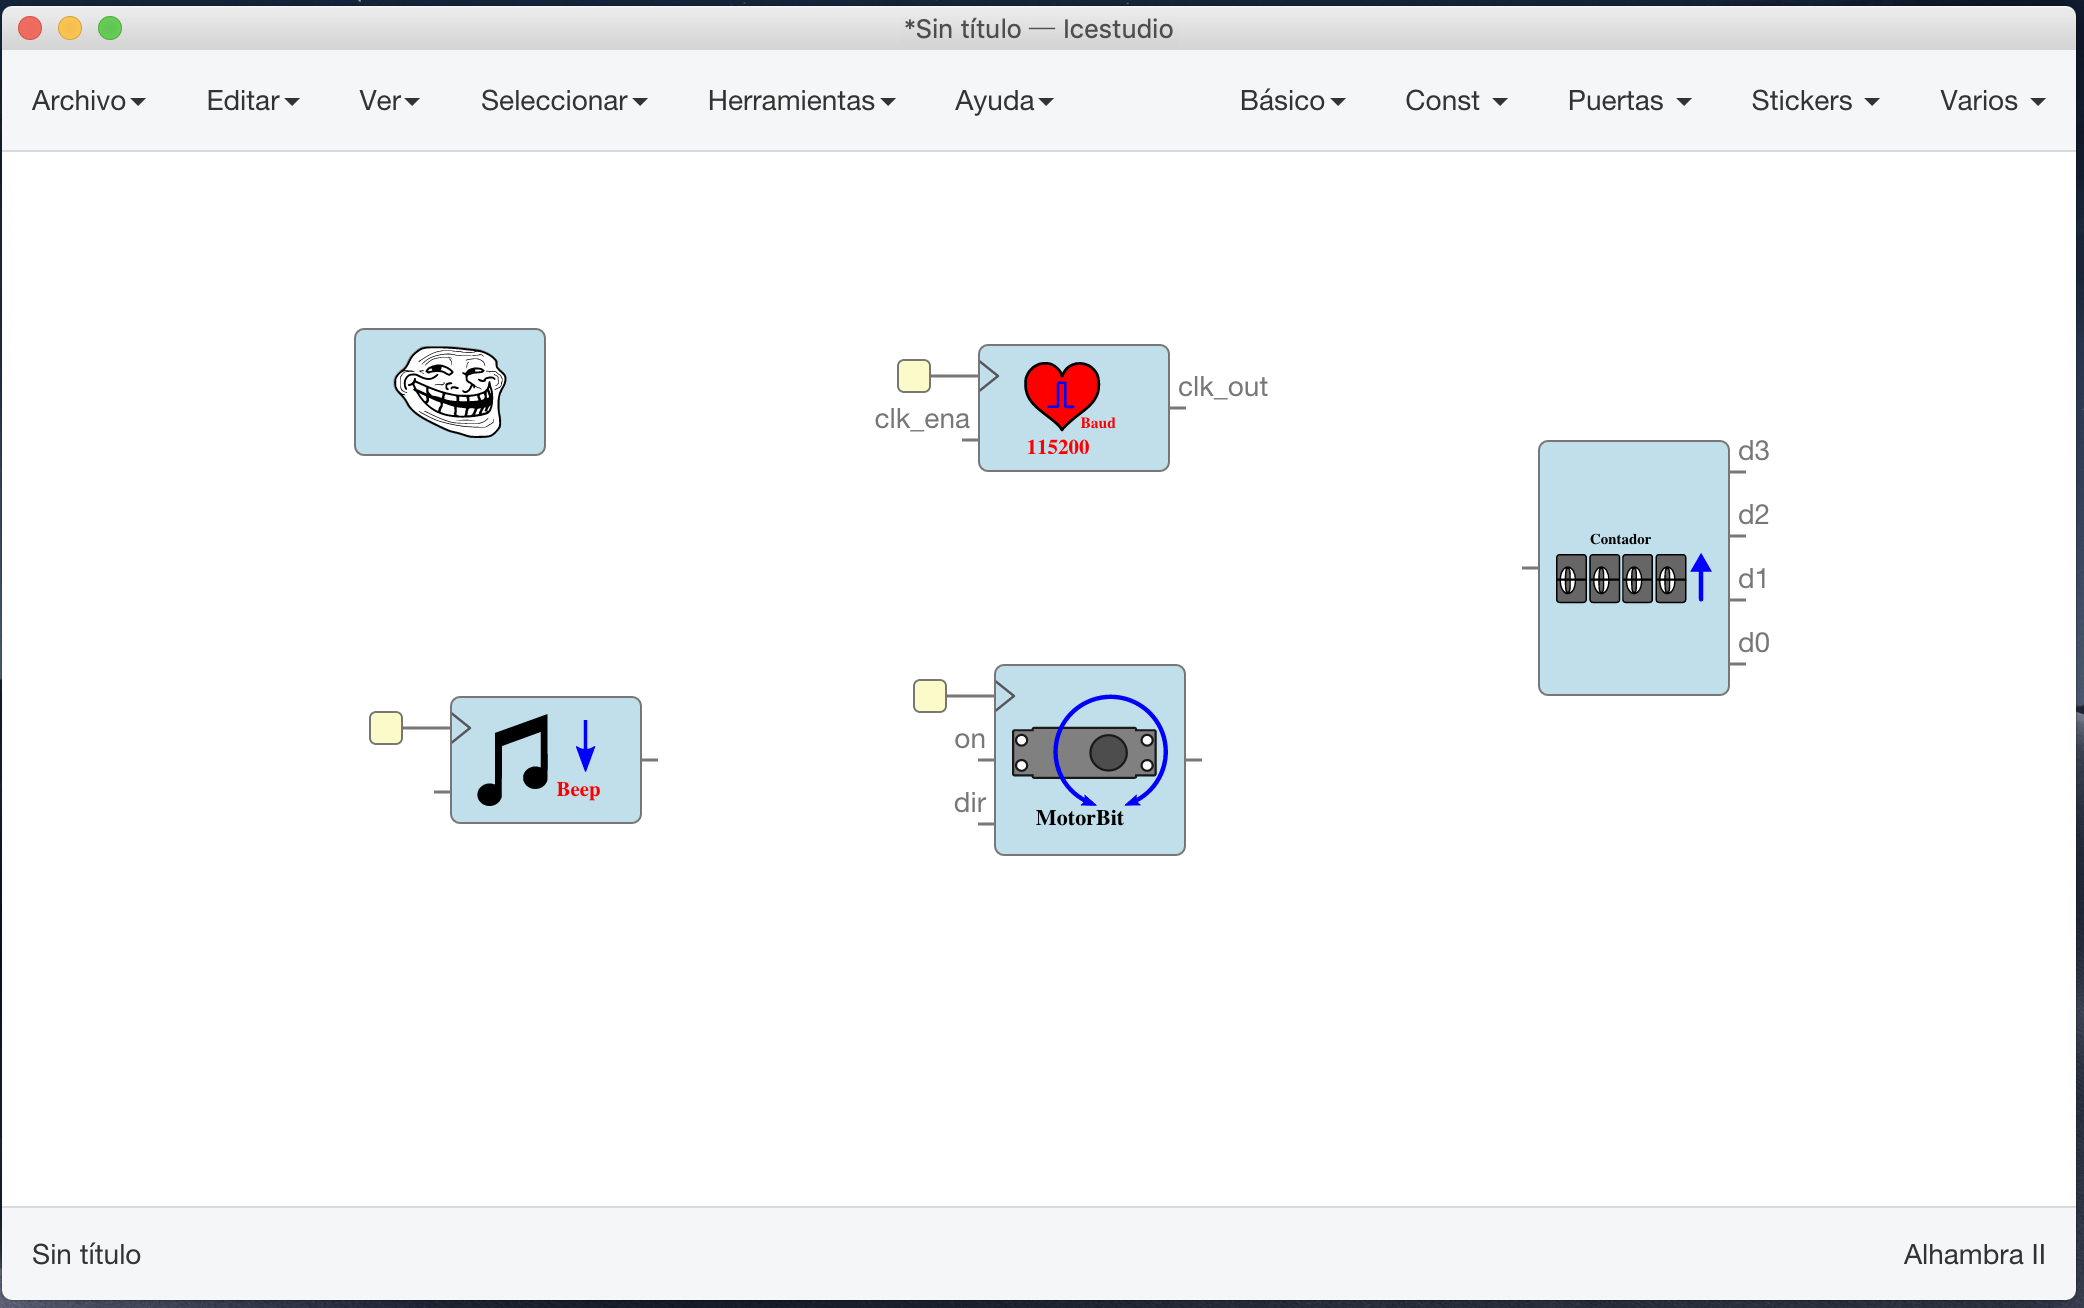 *Sin título — Icestudio
Archivo Editar Ver Seleccionar Herramientas Ayuda Básico Const Puertas Stickers Varios
clk_ena
Baud
115200
clk_out
Contador
0 0 0 0
d3
d2
d1
d0
Beep
on
dir
MotorBit
Sin título Alhambra II